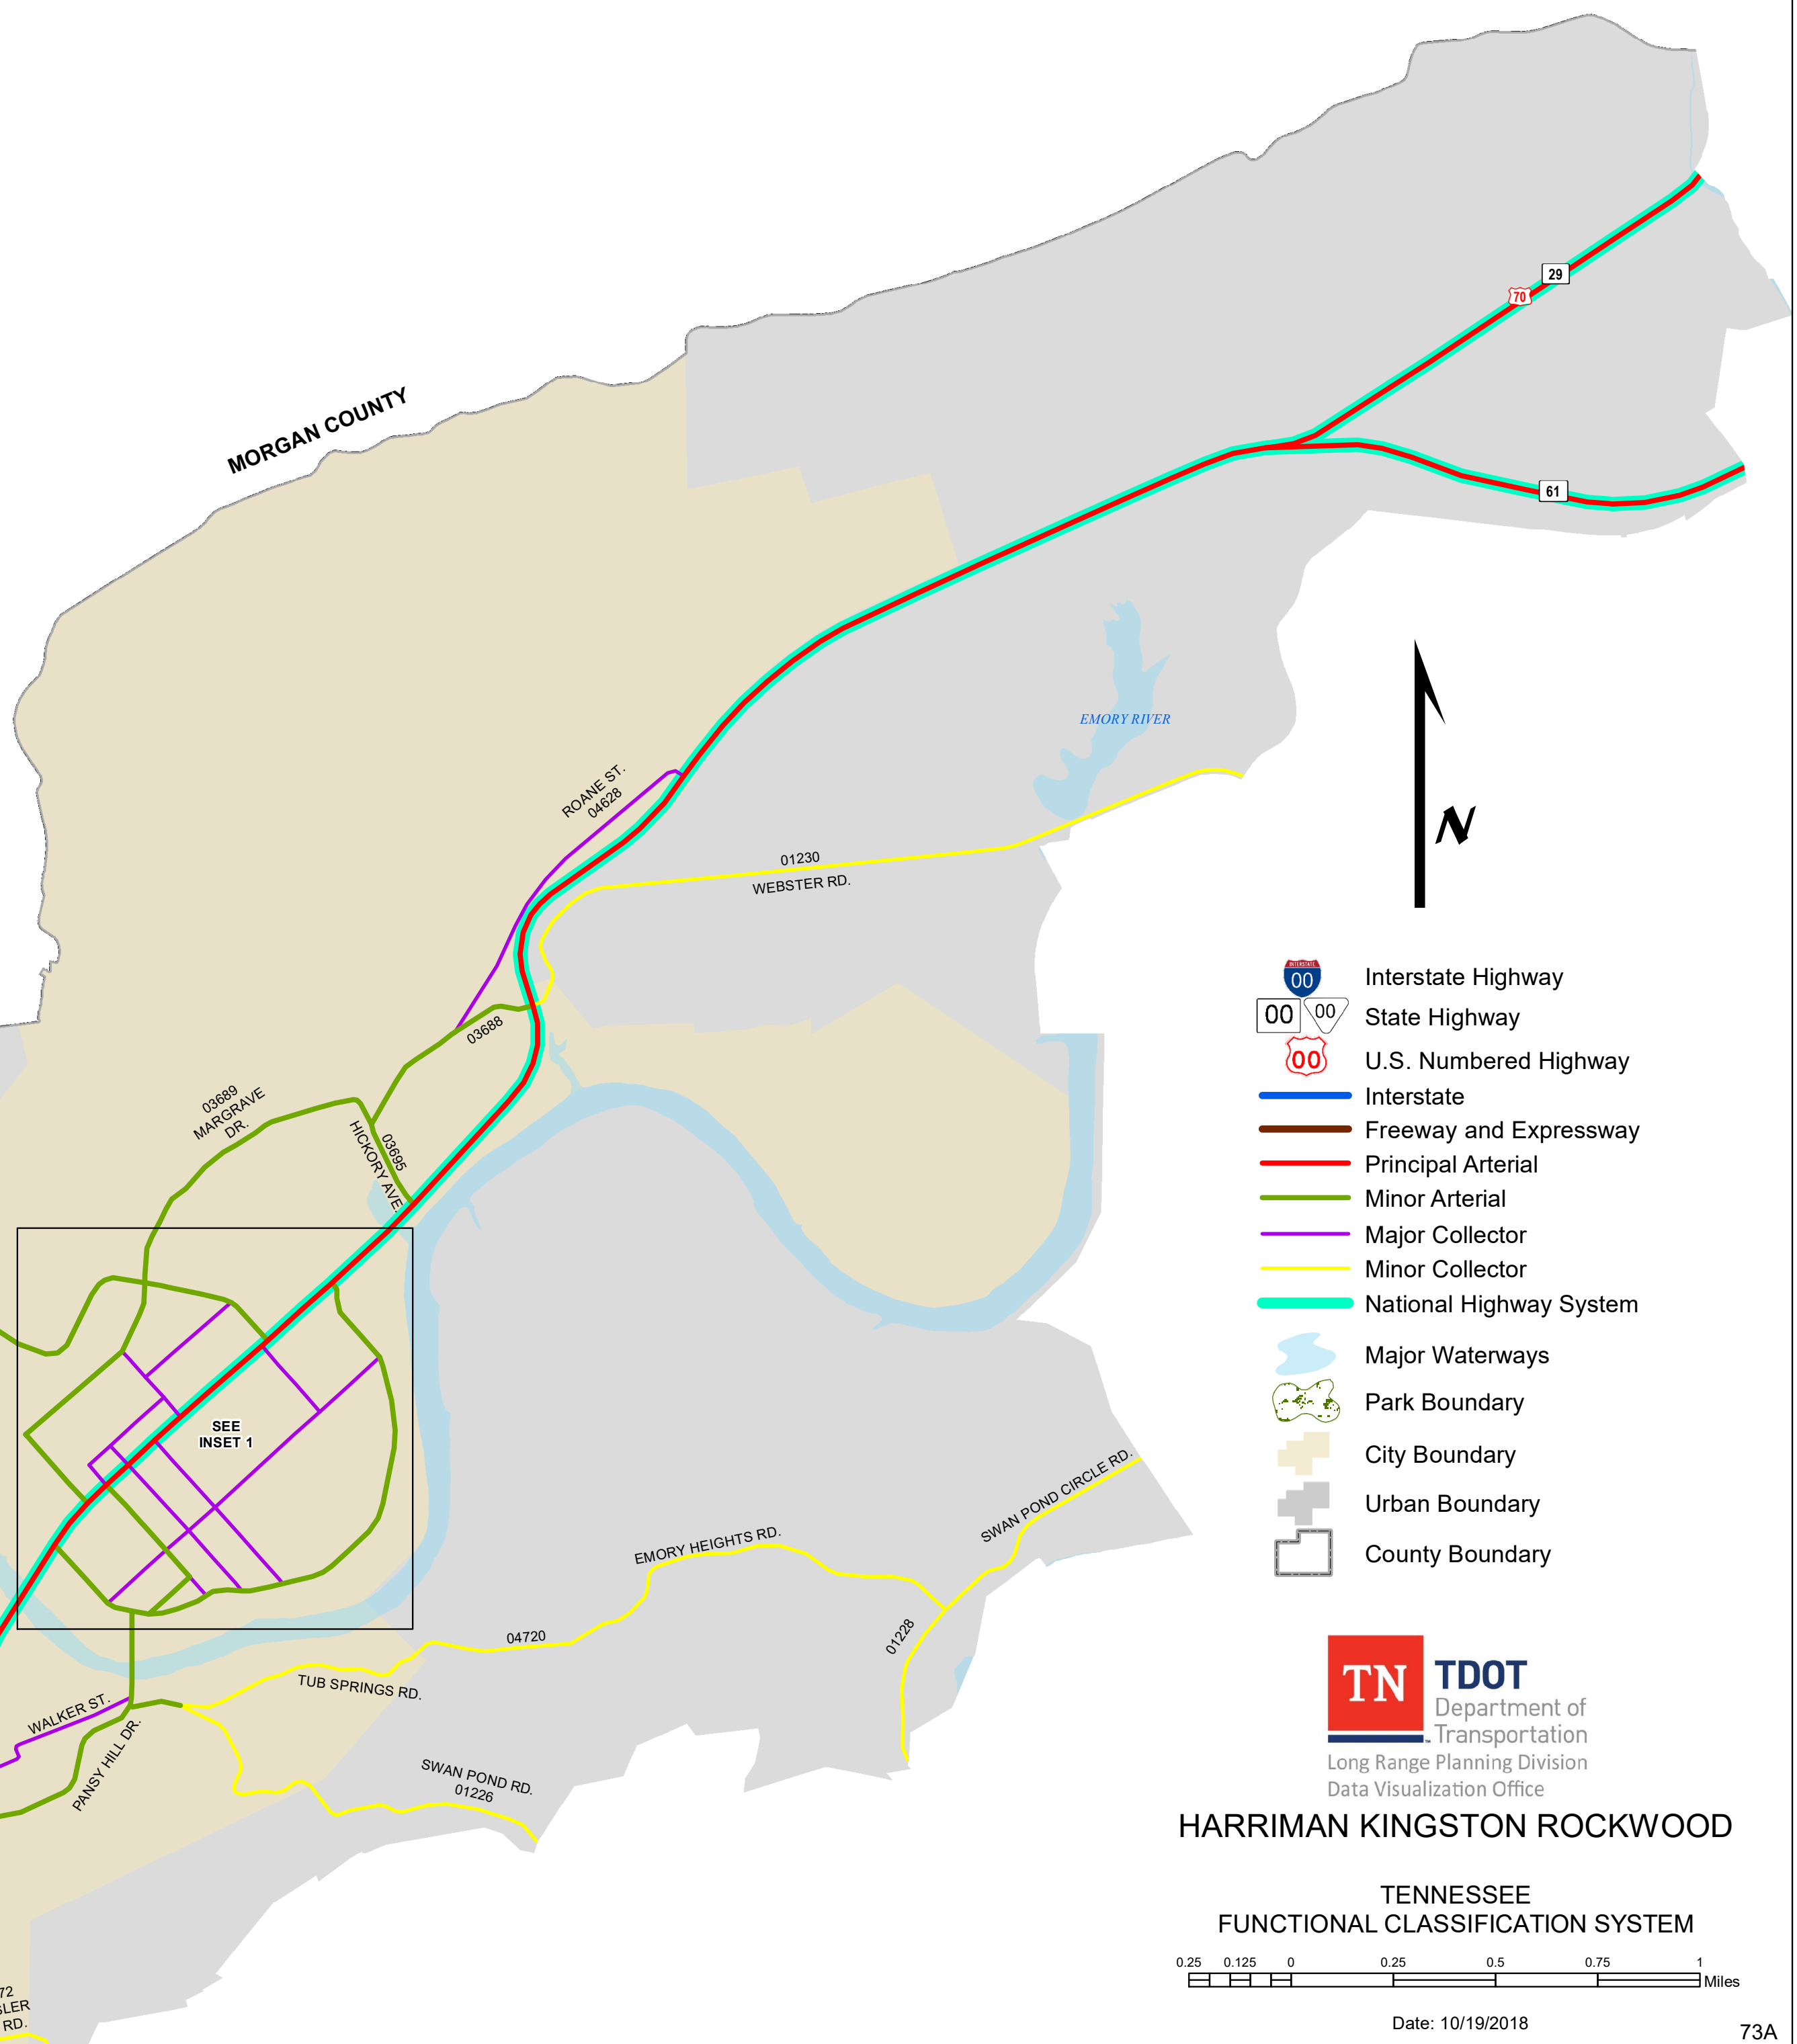 MORGAN COUNTY
29
70
61
EMORY RIVER
ROANE ST.
04628
01230
WEBSTER RD.
03688
03689
MARGRAVE
DR.
HICKORY AVE.
03695
SEE
INSET 1
SWAN POND CIRCLE RD.
EMORY HEIGHTS RD.
04720
01228
TUB SPRINGS RD.
WALKER ST.
PANSY HILL DR.
SWAN POND RD.
01226
72
RD.
N
INTERSTATE
00
Interstate Highway
00
00
State Highway
00
U.S. Numbered Highway
Interstate
Freeway and Expressway
Principal Arterial
Minor Arterial
Major Collector
Minor Collector
National Highway System
Major Waterways
Park Boundary
City Boundary
Urban Boundary
County Boundary
TN
TDOT
Department of
Transportation
Long Range Planning Division
Data Visualization Office
HARRIMAN KINGSTON ROCKWOOD
TENNESSEE
FUNCTIONAL CLASSIFICATION SYSTEM
0.25 0.125 0 0.25 0.5 0.75 1
Miles
Date: 10/19/2018
73A